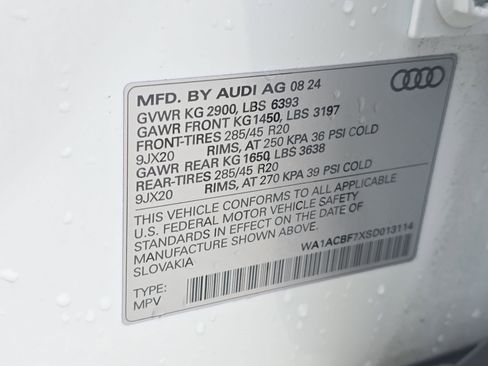 MFD. BY AUDI AG 08 24
GVWR KG 2900, LBS 6393
GAWR FRONT KG1450, LBS 3197
FRONT-TIRES 285/45 R20
9JX20 RIMS, AT 250 KPA 36 PSI COLD
GAWR REAR KG 1650, LBS 3638
REAR-TIRES 285/45 R20
9JX20 RIMS, AT 270 KPA 39 PSI COLD
THIS VEHICLE CONFORMS TO ALL APPLICABLE
U.S. FEDERAL MOTOR VEHICLE SAFETY
STANDARDS IN EFFECT ON THE DATE OF
MANUFACTURE SHOWN ABOVE.
SLOVAKIA
WA1ACBF7XSD013114
TYPE:
MPV